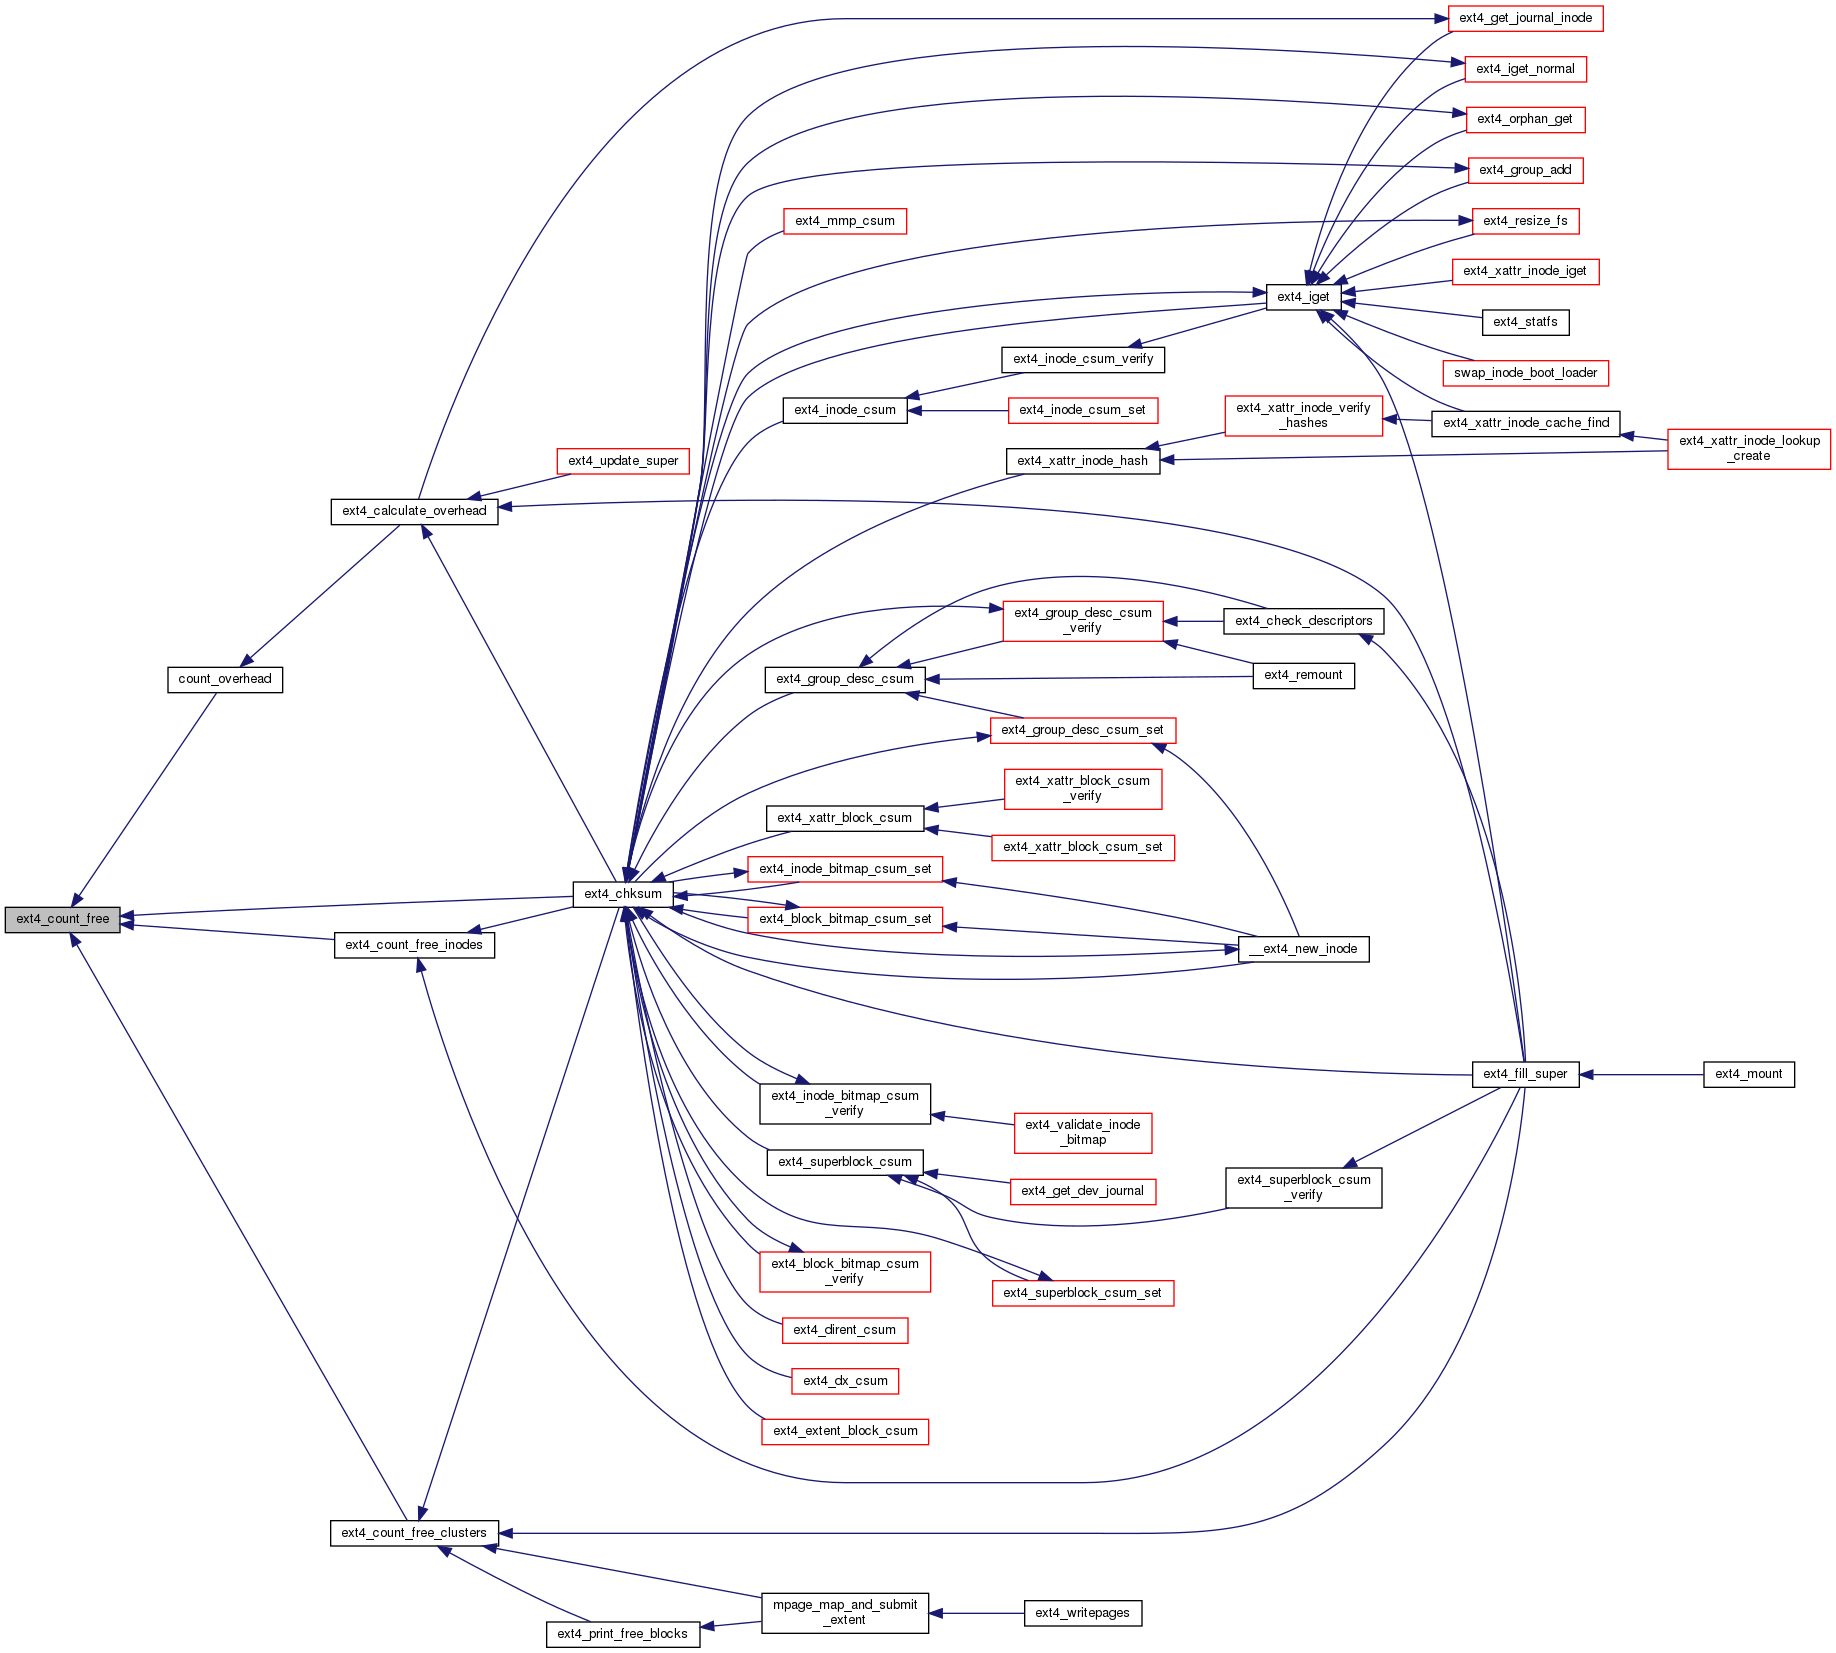 ext4_get_journal_inode
ext4_iget_normal
ext4_orphan_get
ext4_group_add
ext4_mmp_csum
ext4_resize_fs
ext4_xattr_inode_iget
ext4_iget
ext4_statfs
ext4_inode_csum_verify
swap_inode_boot_loader
ext4_inode_csum
ext4_inode_csum_set
ext4_xattr_inode_verify
_hashes
ext4_xattr_inode_cache_find
ext4_xattr_inode_lookup
_create
ext4_update_super
ext4_xattr_inode_hash
ext4_calculate_overhead
ext4_group_desc_csum
_verify
ext4_check_descriptors
count_overhead
ext4_group_desc_csum
ext4_remount
ext4_group_desc_csum_set
ext4_xattr_block_csum
_verify
ext4_xattr_block_csum
ext4_xattr_block_csum_set
ext4_inode_bitmap_csum_set
ext4_chksum
ext4_count_free
ext4_block_bitmap_csum_set
ext4_count_free_inodes
__ext4_new_inode
ext4_fill_super
ext4_mount
ext4_inode_bitmap_csum
_verify
ext4_validate_inode
_bitmap
ext4_superblock_csum
ext4_get_dev_journal
ext4_superblock_csum
_verify
ext4_block_bitmap_csum
_verify
ext4_superblock_csum_set
ext4_dirent_csum
ext4_dx_csum
ext4_extent_block_csum
ext4_count_free_clusters
mpage_map_and_submit
_extent
ext4_writepages
ext4_print_free_blocks